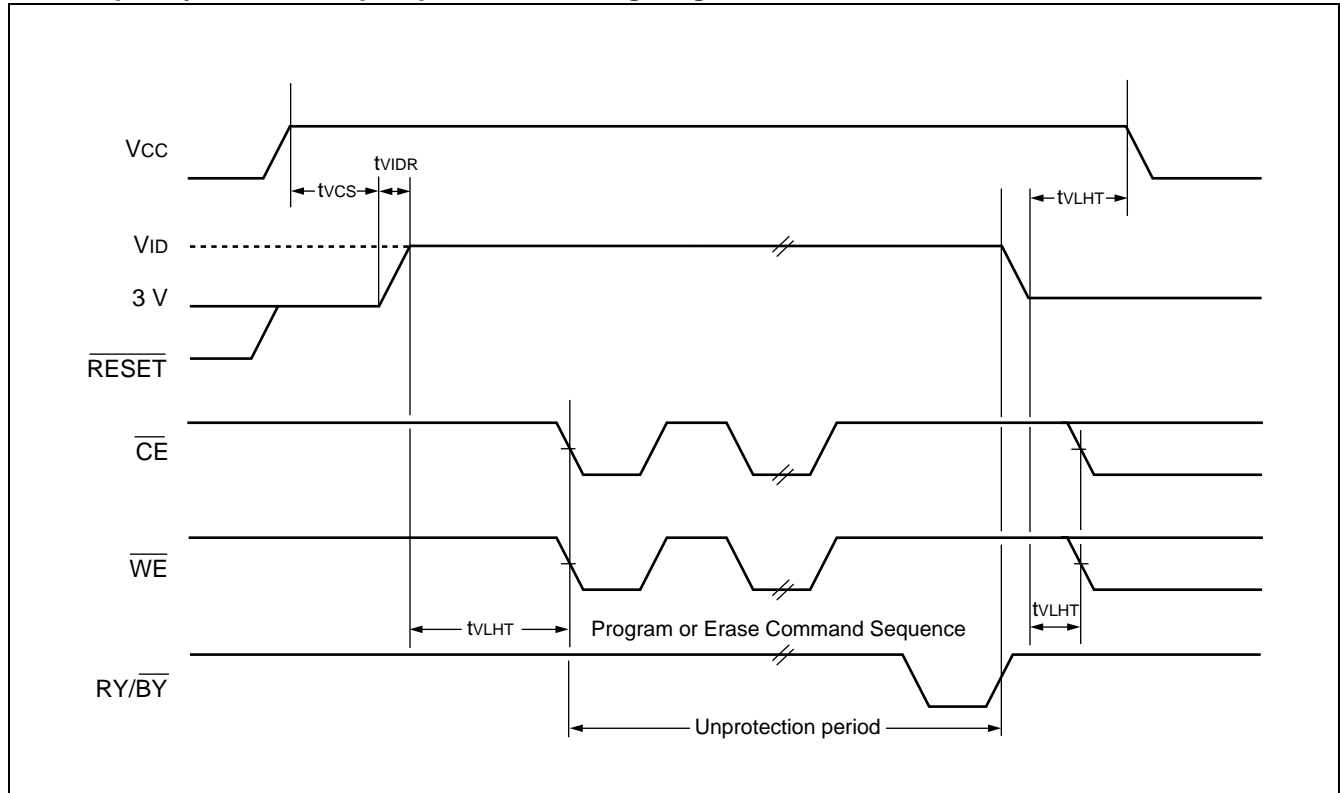 VCC
tVIDR
tVCS
tVLHT
VID
3 V
RESET
CE
WE
tVLHT
tVLHT
Program or Erase Command Sequence
RY/BY
Unprotection period